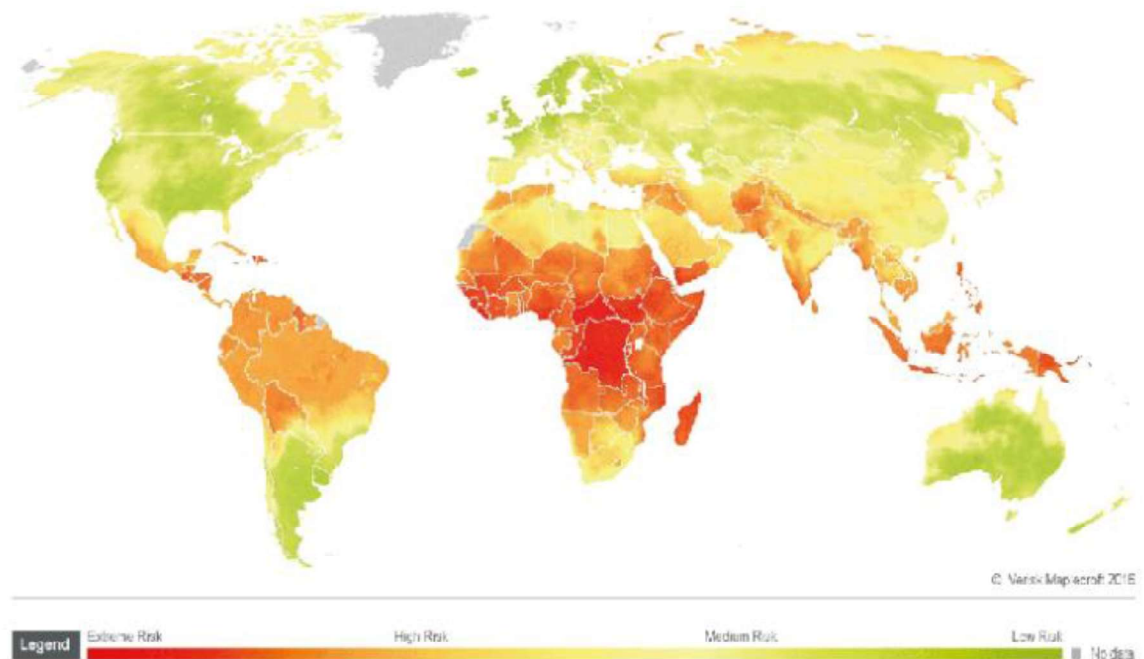 © Verisk Maplecroft 2016
Legend
Extreme Risk
High Risk
Medium Risk
Low Risk
No data